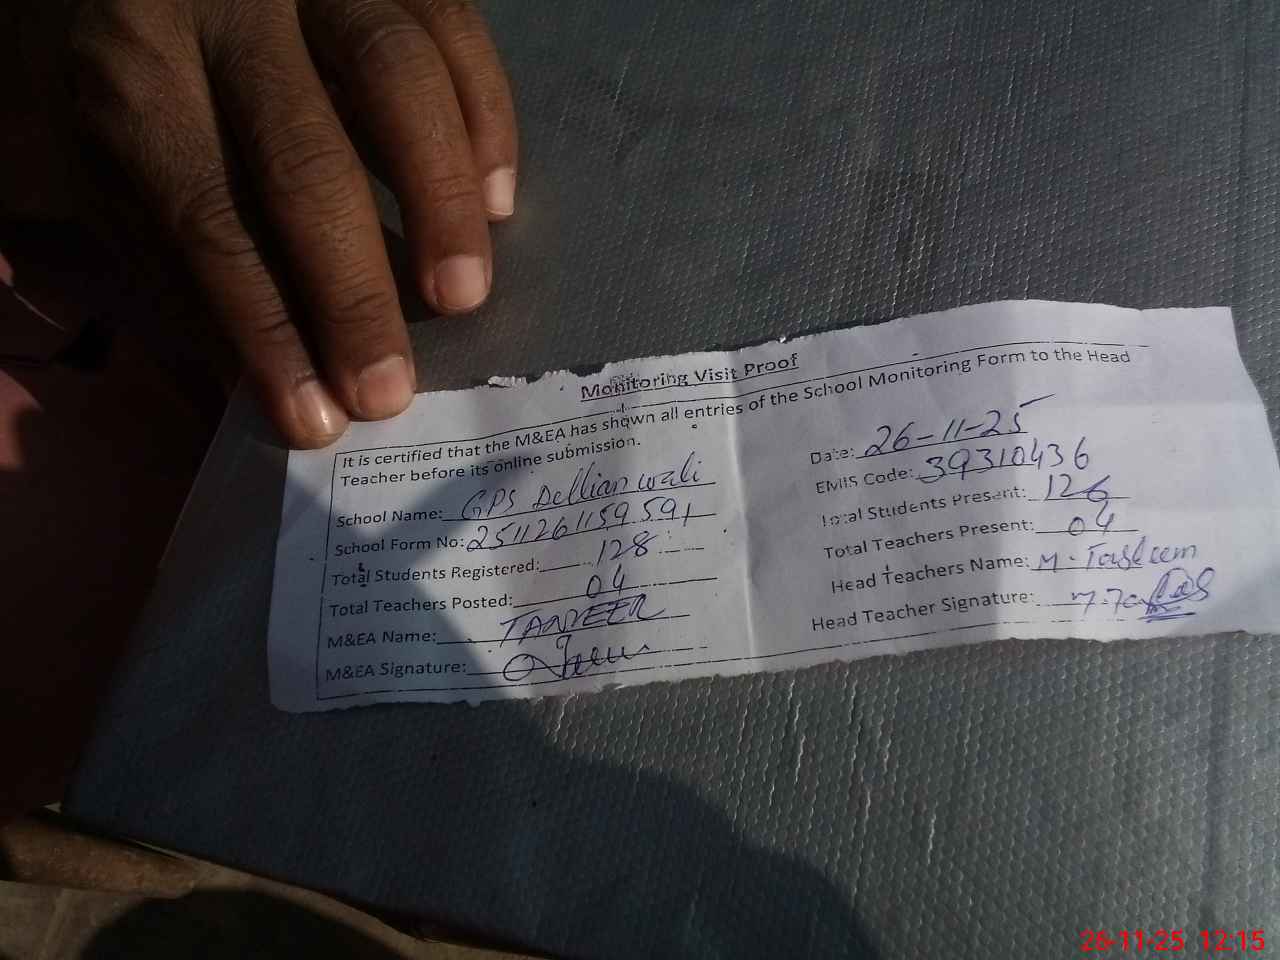 Monitoring Visit Proof
It is certified that the M&EA has shown all entries of the School Monitoring Form to the Head
Teacher before its online submission.
School Name: GPS Dellianwali
School Form No: 2511261159591
Total Students Registered: 128
Total Teachers Posted: 04
M&EA Name: TANVEER
M&EA Signature:
Date: 26-11-25
EMIS Code: 39310436
Total Students Present: 126
Total Teachers Present: 04
Head Teachers Name: M. Tasleem
Head Teacher Signature:
26-11-25 12:15